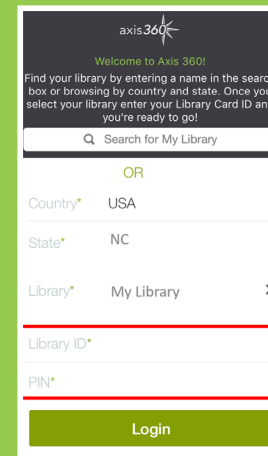 axis360
Welcome to Axis 360!
Find your library by entering a name in the searc
box or browsing by country and state. Once you
select your library enter your Library Card ID an
you're ready to go!
Search for My Library
OR
Country* USA
State* NC
Library* My Library
Library ID*
PIN*
Login